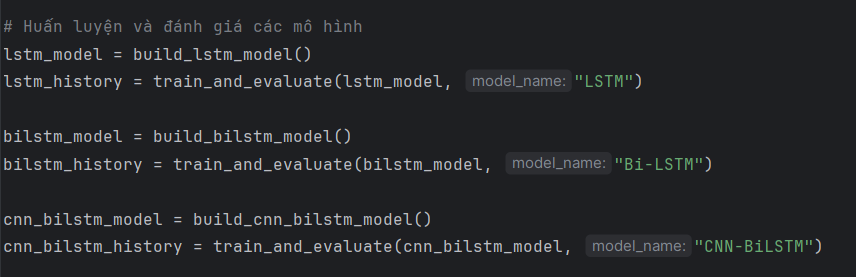 # Huấn luyện và đánh giá các mô hình
lstm_model = build_lstm_model()
lstm_history = train_and_evaluate(lstm_model, model_name: "LSTM")
bilstm_model = build_bilstm_model()
bilstm_history = train_and_evaluate(bilstm_model, model_name: "Bi-LSTM")
cnn_bilstm_model = build_cnn_bilstm_model()
cnn_bilstm_history = train_and_evaluate(cnn_bilstm_model, model_name: "CNN-BiLSTM")